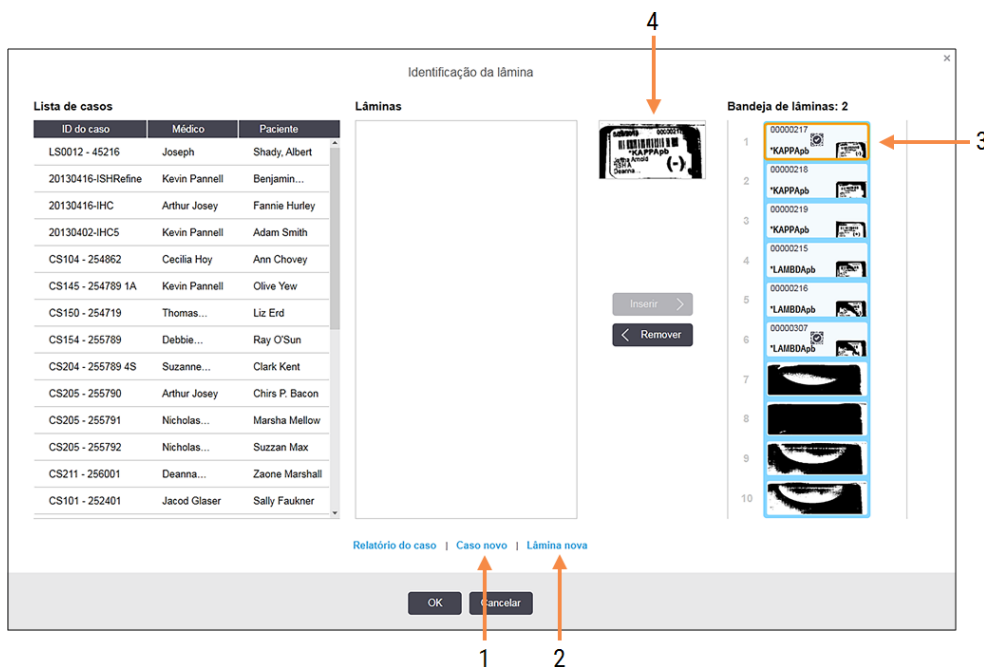 4
×
Identificação da lâmina
Lista de casos
Lâminas
Bandeja de lâminas: 2
ID do caso Médico Paciente
LS0012 - 45216 Joseph Shady, Albert
20130416-ISHRefine Kevin Pannell Benjamin...
20130416-IHC Arthur Josey Fannie Hurley
20130402-IHC5 Kevin Pannell Adam Smith
CS104 - 254862 Cecilia Hoy Ann Chovey
CS145 - 254789 1A Kevin Pannell Olive Yew
CS150 - 254719 Thomas... Liz Erd
CS154 - 255789 Debbie... Ray O'Sun
CS204 - 255789 4S Suzanne... Clark Kent
CS205 - 255790 Arthur Josey Chirs P. Bacon
CS205 - 255791 Nicholas... Marsha Mellow
CS205 - 255792 Nicholas... Suzzan Max
CS211 - 256001 Deanna... Zaone Marshall
CS101 - 252401 Jacod Glaser Sally Faukner
*KAPPApb
Jeffha Arnold
ISH A
Deanna
(-)
Inserir
Remover
1
00000217
*KAPPApb
3
2
00000218
*KAPPApb
3
00000219
*KAPPApb
4
00000215
*LAMBDApb
5
00000216
*LAMBDApb
6
00000307
*LAMBDApb
7
8
9
10
Relatório do caso | Caso novo | Lâmina nova
OK
Cancelar
1
2